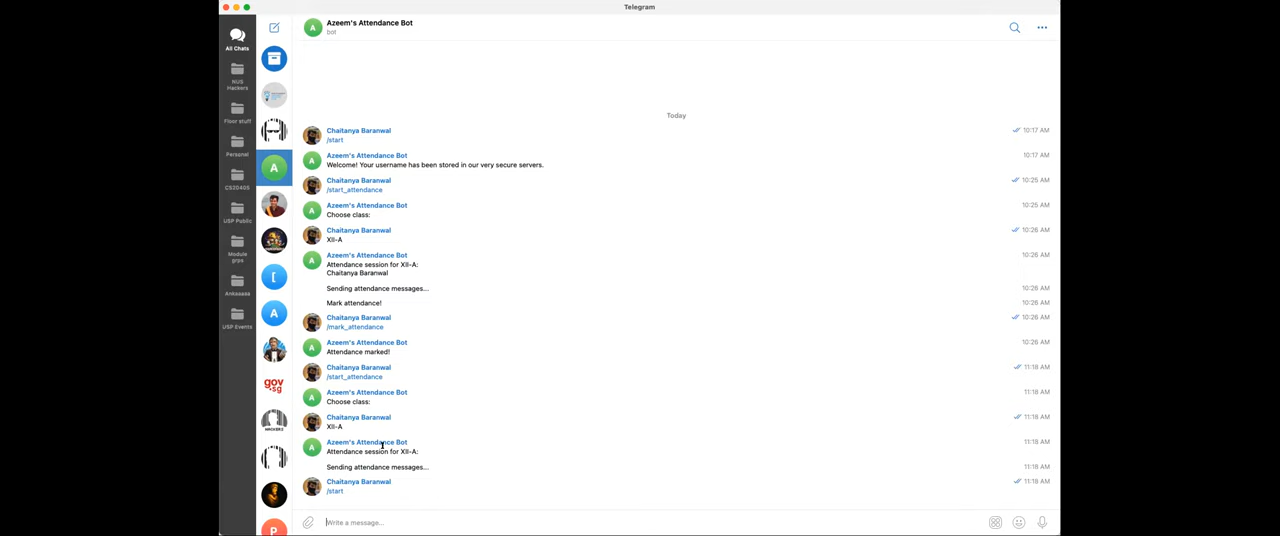 Telegram
All Chats
NUS
Hackers
Floor stuff
Personal
CS2040S
USP Public
Module
grps
Ankaaaaa
USP Events
A
[
A
gov
sg
HACKERS
P
A
Azeem's Attendance Bot
bot
Today
Chaitanya Baranwal
10:17 AM
/start
Azeem's Attendance Bot
10:17 AM
A
Welcome! Your username has been stored in our very secure servers.
Chaitanya Baranwal
10:25 AM
/start_attendance
Azeem's Attendance Bot
10:25 AM
A
Choose class:
Chaitanya Baranwal
10:26 AM
XII-A
Azeem's Attendance Bot
10:26 AM
A
Attendance session for XII-A:
Chaitanya Baranwal
Sending attendance messages...
10:26 AM
Mark attendance!
10:26 AM
Chaitanya Baranwal
10:26 AM
/mark_attendance
Azeem's Attendance Bot
10:26 AM
A
Attendance marked!
Chaitanya Baranwal
11:18 AM
/start_attendance
Azeem's Attendance Bot
11:18 AM
A
Choose class:
Chaitanya Baranwal
11:18 AM
XII-A
Azeem's Attendance Bot
11:18 AM
A
Attendance session for XII-A:
Sending attendance messages...
11:18 AM
Chaitanya Baranwal
11:18 AM
/start
Write a message...